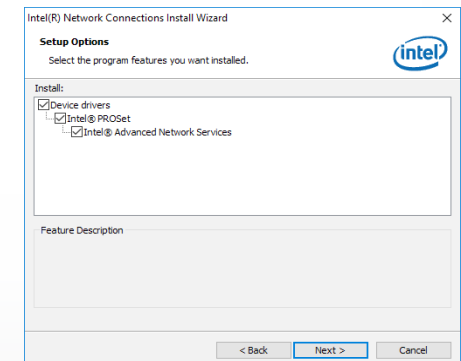 Intel(R) Network Connections Install Wizard
Setup Options
Select the program features you want installed.
intel
Install:
Device drivers
Intel® PROSet
Intel® Advanced Network Services
Feature Description
< Back
Next >
Cancel